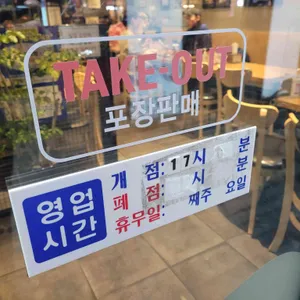 TAKE-OUT
포장판매
영업
시간
개 점: 17시 분
폐 점: 시 분
휴무일: 째주 요일